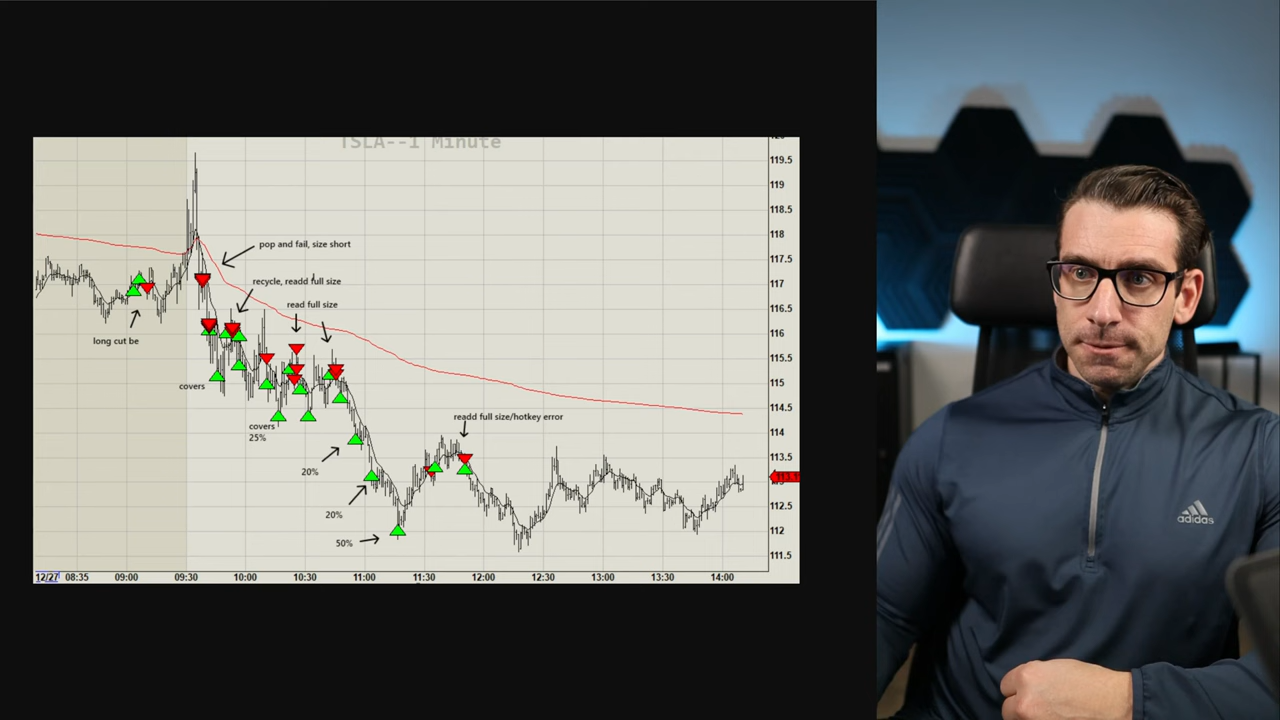 TSLA--1 Minute
119.5
119
118.5
118
117.5
117
116.5
116
115.5
115
114.5
114
113.5
112.5
112
111.5
pop and fail, size short
recycle, readd full size
read full size
long cut be
covers
covers
25%
readd full size/hotkey error
20%
20%
50%
12/27 08:35 09:00 09:30 10:00 10:30 11:00 11:30 12:00 12:30 13:00 13:30 14:00
adidas